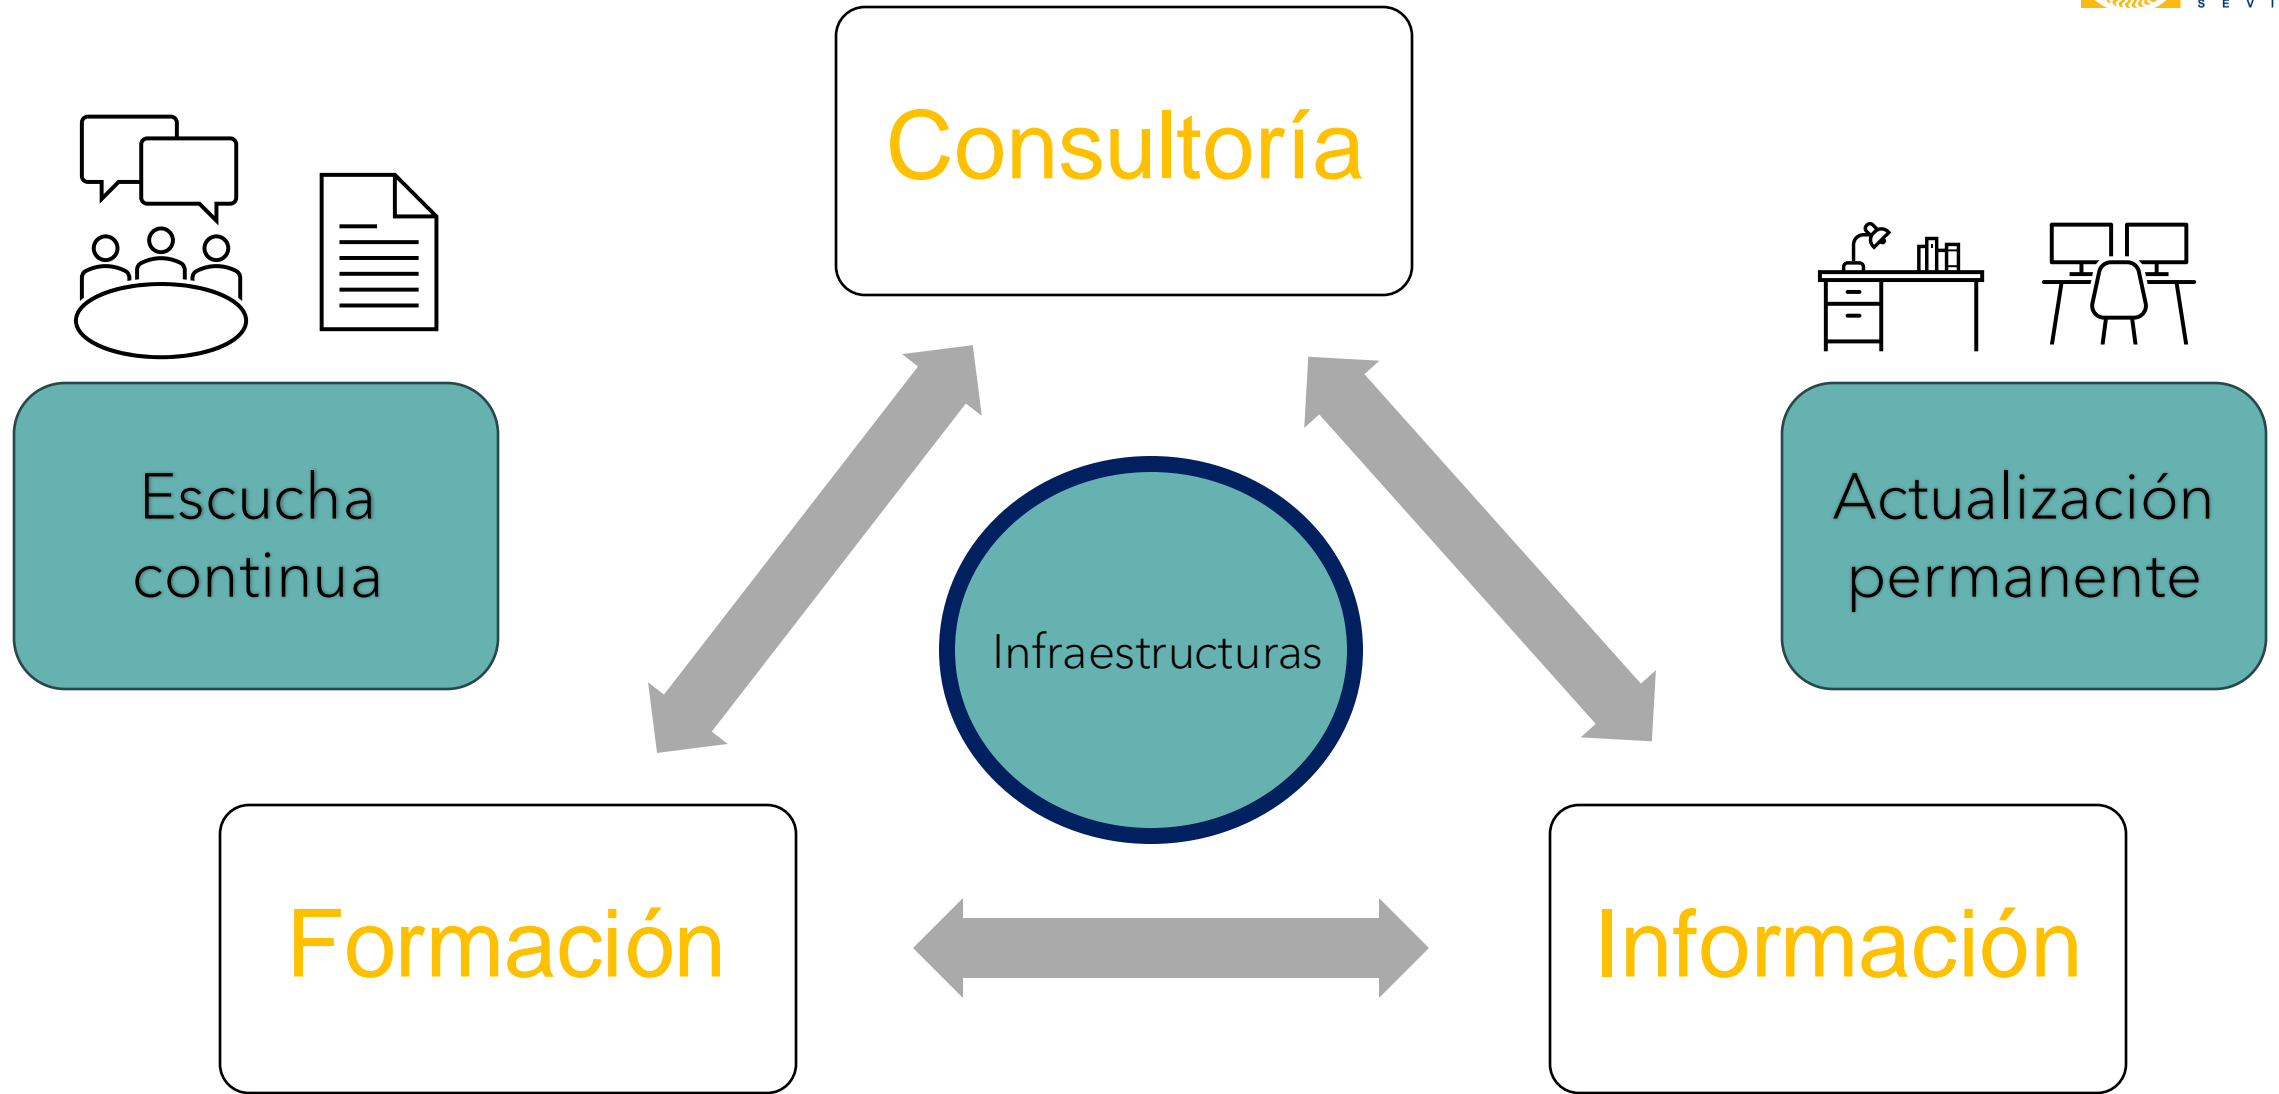 S E V I
Consultoría
Escucha
continua
Actualización
permanente
Infraestructuras
Formación
Información